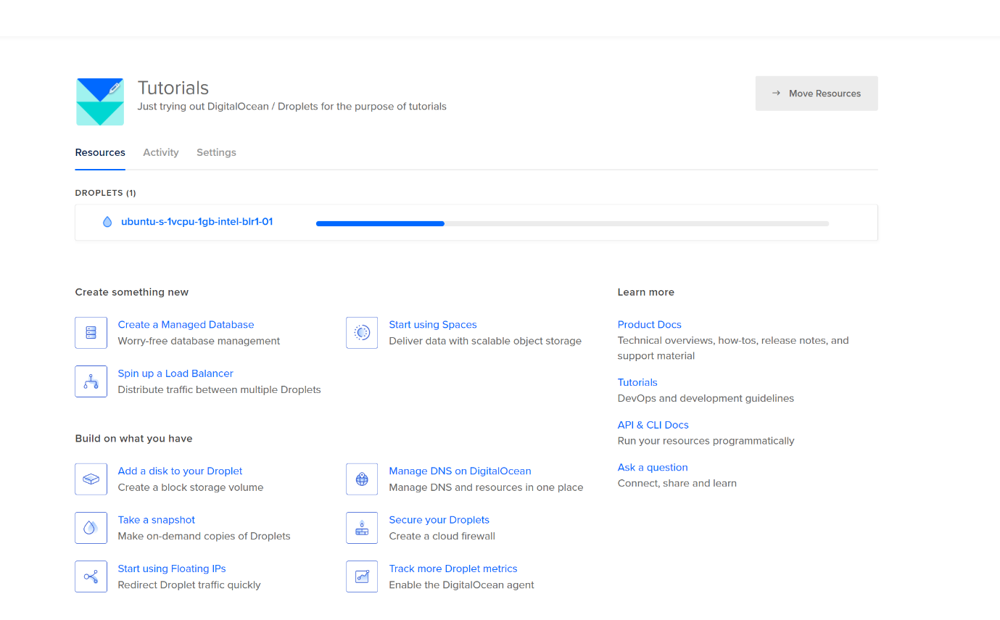 Tutorials
Just trying out DigitalOcean / Droplets for the purpose of tutorials
Move Resources
Resources
Activity
Settings
DROPLETS (1)
ubuntu-s-1vcpu-1gb-intel-blr1-01
Create something new
Create a Managed Database
Worry-free database management
Start using Spaces
Deliver data with scalable object storage
Spin up a Load Balancer
Distribute traffic between multiple Droplets
Build on what you have
Add a disk to your Droplet
Create a block storage volume
Manage DNS on DigitalOcean
Manage DNS and resources in one place
Take a snapshot
Make on-demand copies of Droplets
Secure your Droplets
Create a cloud firewall
Start using Floating IPs
Redirect Droplet traffic quickly
Track more Droplet metrics
Enable the DigitalOcean agent
Learn more
Product Docs
Technical overviews, how-tos, release notes, and
support material
Tutorials
DevOps and development guidelines
API & CLI Docs
Run your resources programmatically
Ask a question
Connect, share and learn